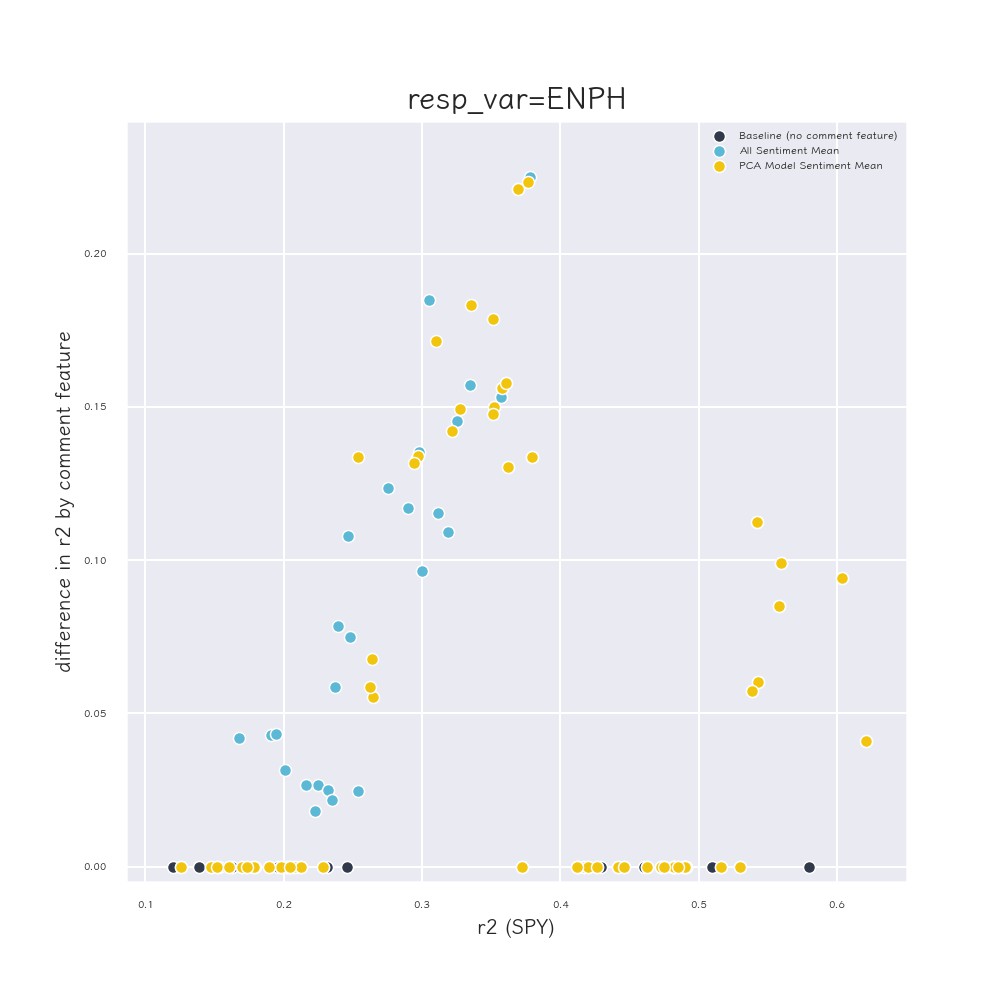 resp_var=ENPH
Baseline (no comment feature)
All Sentiment Mean
PCA Model Sentiment Mean
difference in r2 by comment feature
0.20
0.15
0.10
0.05
0.00
0.1 0.2 0.3 0.4 0.5 0.6
r2 (SPY)